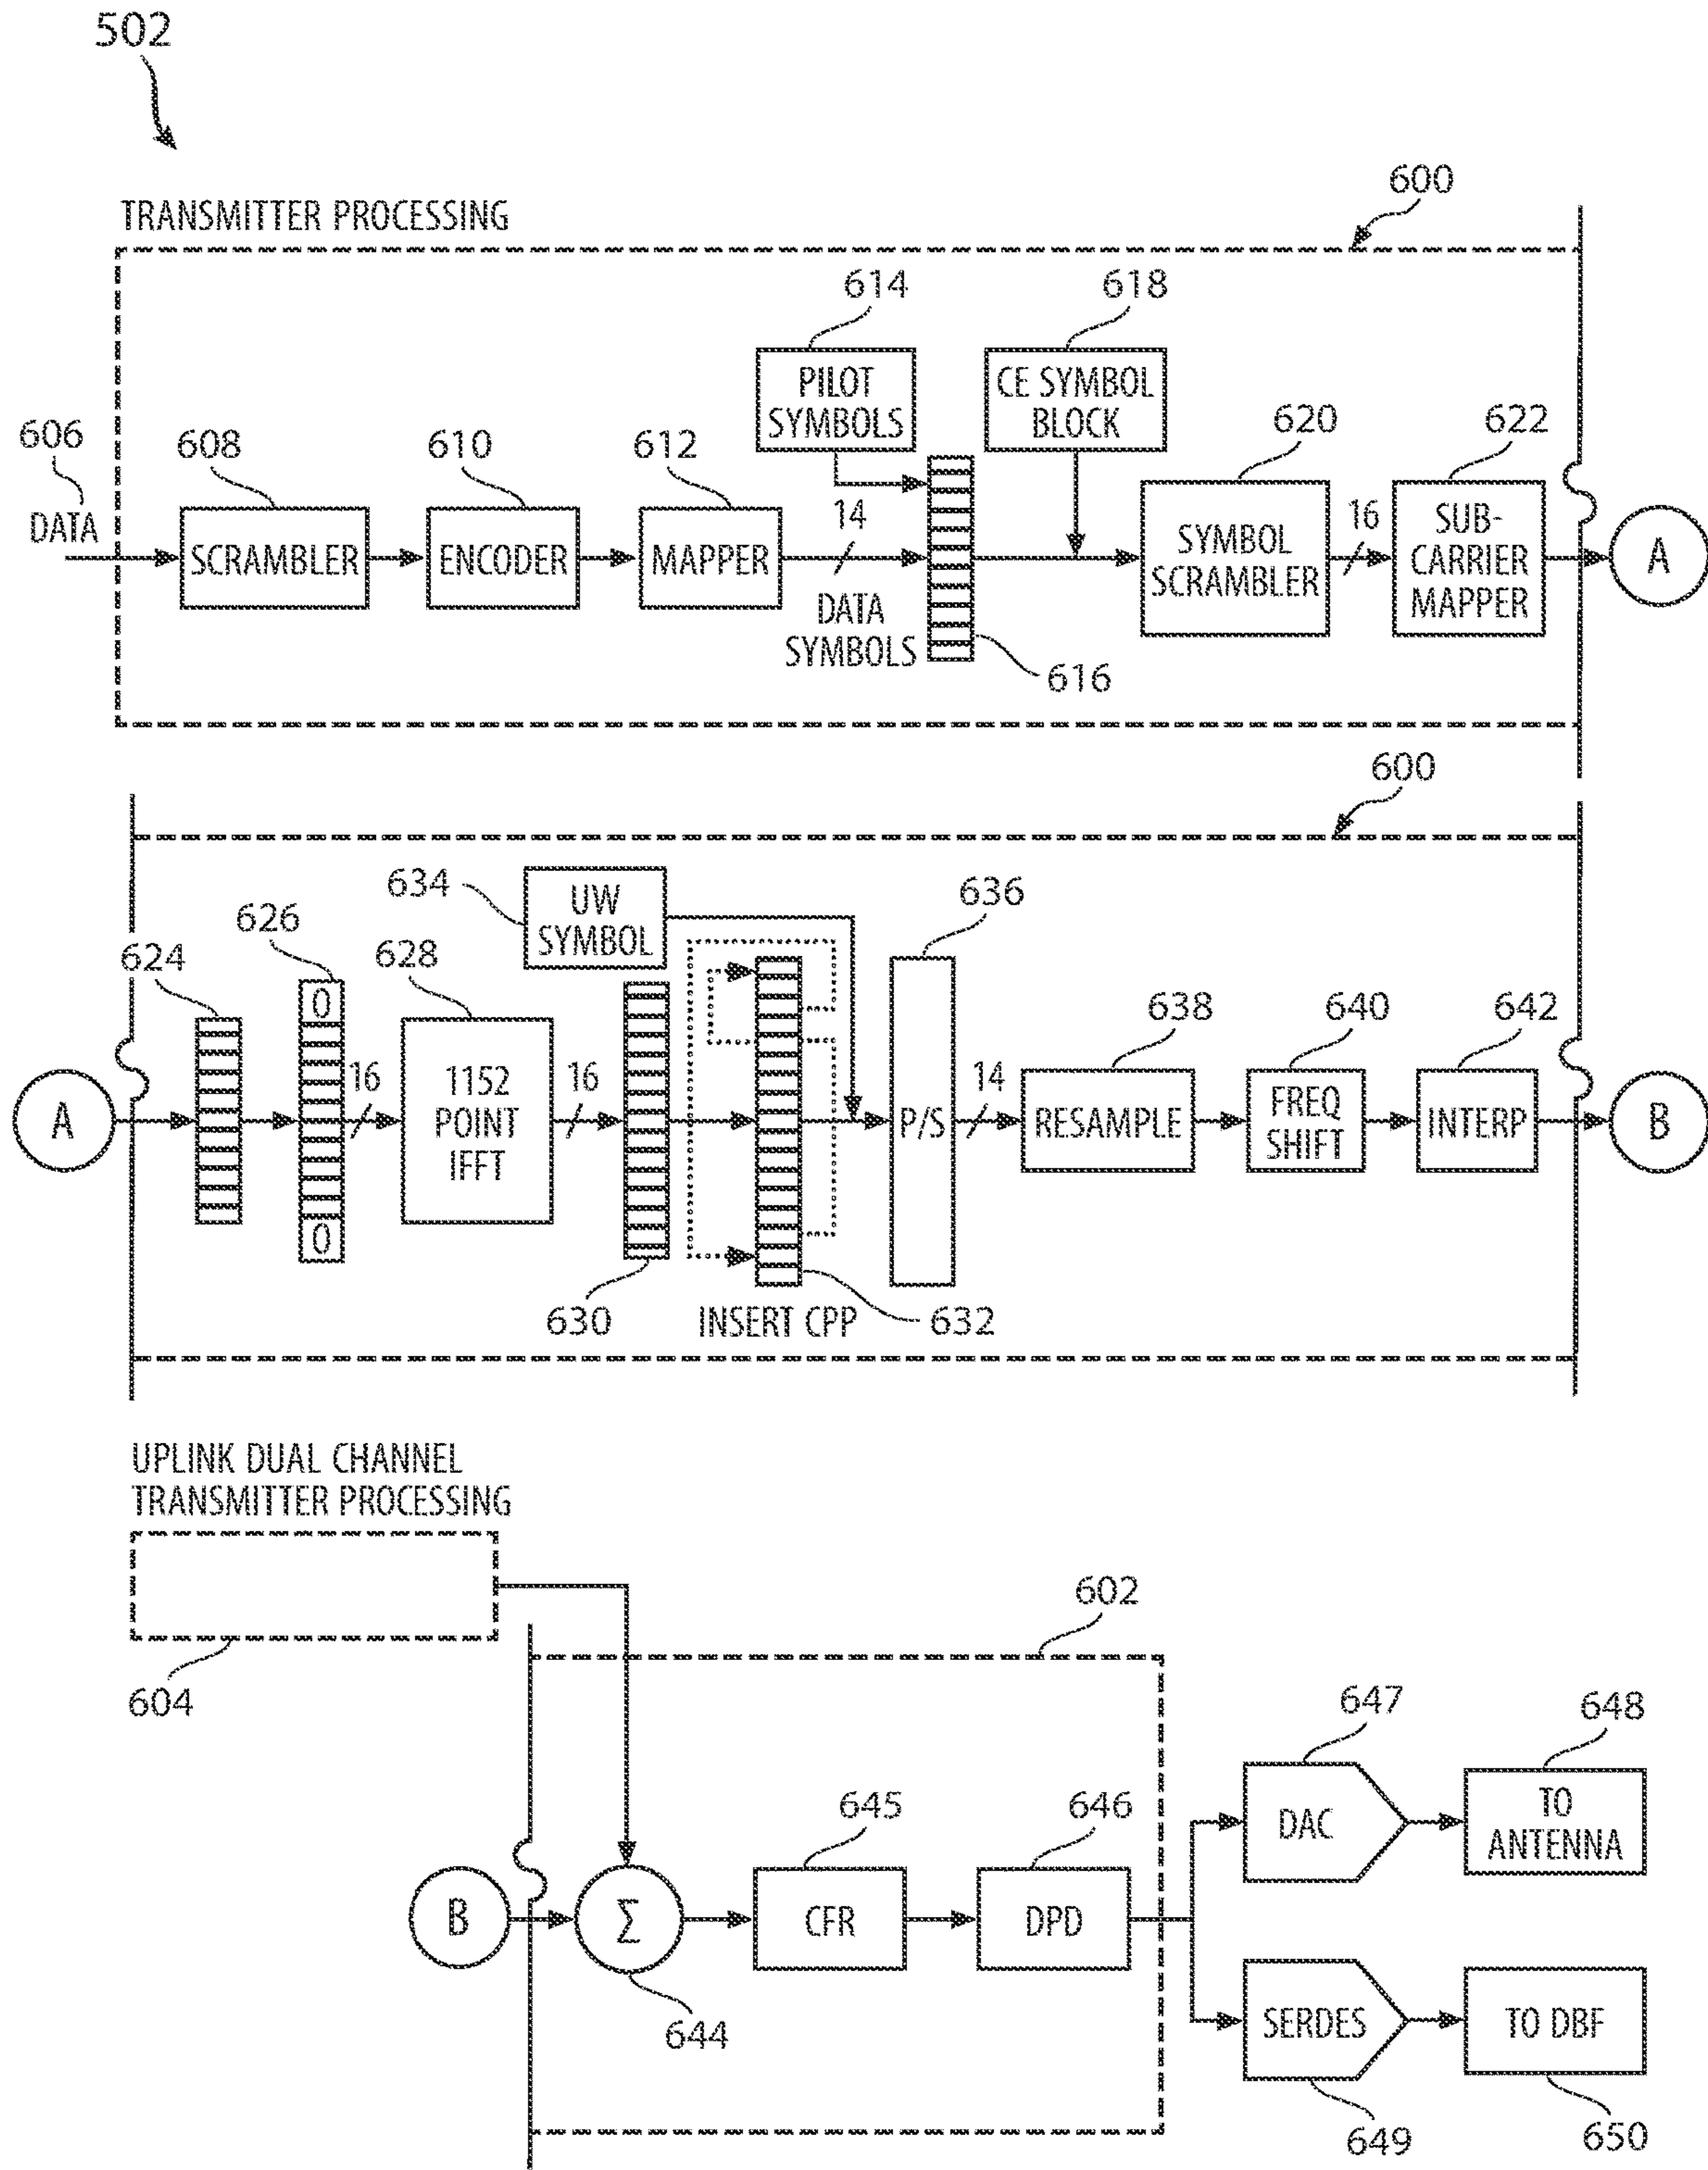 502
600
TRANSMITTER PROCESSING
614
618
PILOT
SYMBOLS
CE SYMBOL
BLOCK
606
608
610
612
620
622
DATA
SCRAMBLER
ENCODER
MAPPER
14
DATA
SYMBOLS
616
SYMBOL
SCRAMBLER
16
SUB-
CARRIER
MAPPER
A
600
634
UW
SYMBOL
636
624
626
628
638
640
642
0
0
A
16
1152
POINT
IFFT
16
P/S
14
RESAMPLE
FREQ
SHIFT
INTERP
B
630
INSERT CPP
632
UPLINK DUAL CHANNEL
TRANSMITTER PROCESSING
602
604
647
648
645
646
DAC
TO
ANTENNA
B
Σ
CFR
DPD
644
SERDES
TO DBF
649
650